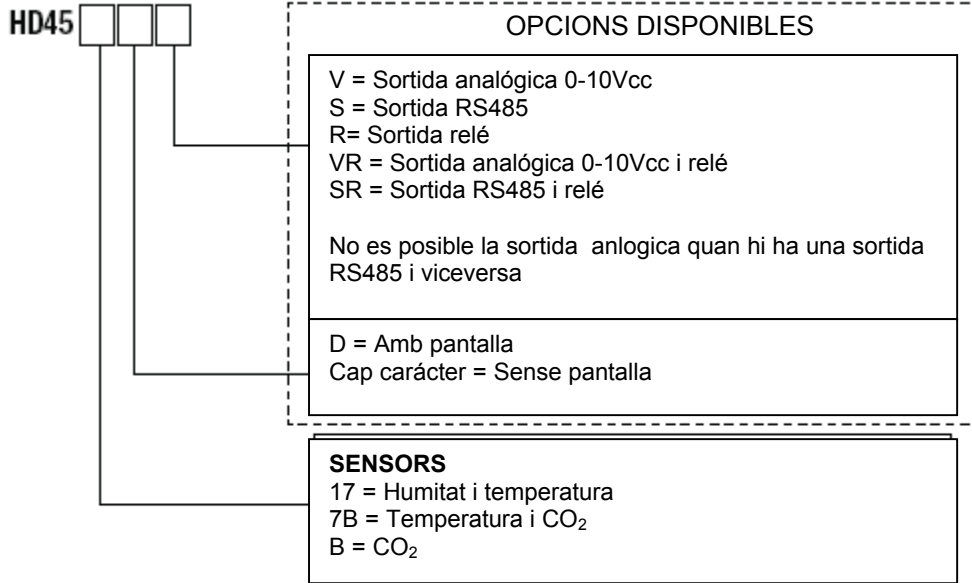 HD45
OPCIONS DISPONIBLES
V = Sortida analógica 0-10Vcc
S = Sortida RS485
R= Sortida relé
VR = Sortida analógica 0-10Vcc i relé
SR = Sortida RS485 i relé
No es posible la sortida anlogica quan hi ha una sortida
RS485 i viceversa
D = Amb pantalla
Cap carácter = Sense pantalla
SENSORS
17 = Humitat i temperatura
7B = Temperatura i CO₂
B = CO₂